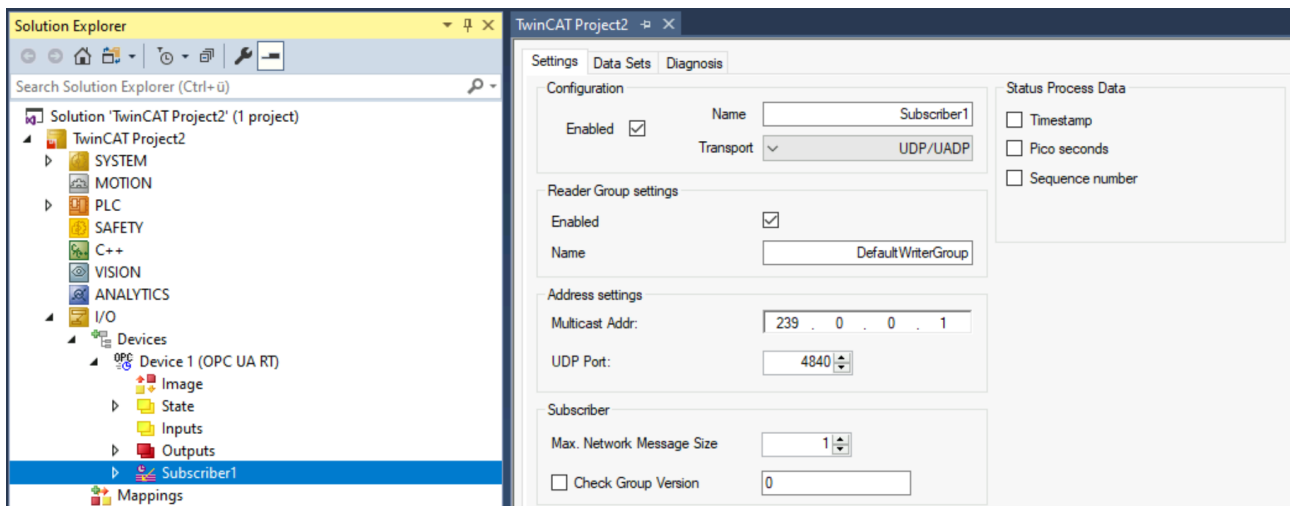 Solution Explorer
Search Solution Explorer (Ctrl+ü)
Solution 'TwinCAT Project2' (1 project)
TwinCAT Project2
SYSTEM
MOTION
PLC
SAFETY
C++
VISION
ANALYTICS
I/O
Devices
OPC Device 1 (OPC UA RT)
Image
State
Inputs
Outputs
Subscriber1
Mappings
TwinCAT Project2
Settings Data Sets Diagnosis
Configuration
Enabled
Name Subscriber1
Transport UDP/UADP
Reader Group settings
Enabled
Name DefaultWriterGroup
Address settings
Multicast Addr: 239 . 0 . 0 . 1
UDP Port: 4840
Subscriber
Max. Network Message Size 1
Check Group Version 0
Status Process Data
Timestamp
Pico seconds
Sequence number